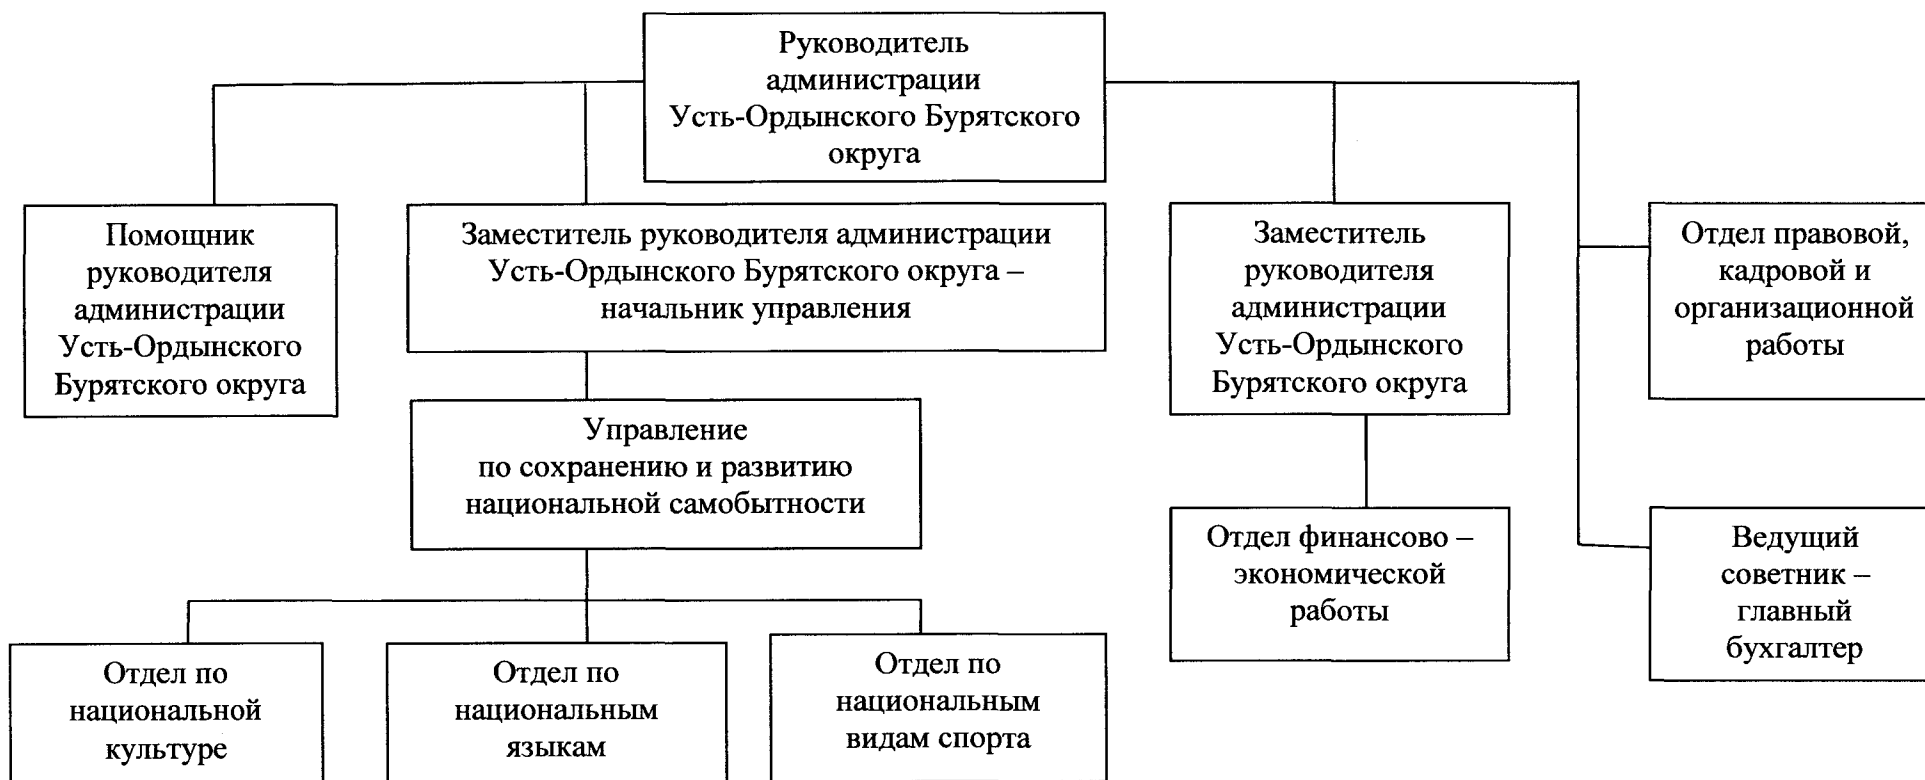 Руководитель
администрации
Усть-Ордынского Бурятского
округа
Помощник
руководителя
администрации
Усть-Ордынского
Бурятского округа
Заместитель руководителя администрации
Усть-Ордынского Бурятского округа –
начальник управления
Заместитель
руководителя
администрации
Усть-Ордынского
Бурятского округа
Отдел правовой,
кадровой и
организационной
работы
Управление
по сохранению и развитию
национальной самобытности
Отдел финансово –
экономической
работы
Ведущий
советник –
главный
бухгалтер
Отдел по
национальной
культуре
Отдел по
национальным
языкам
Отдел по
национальным
видам спорта